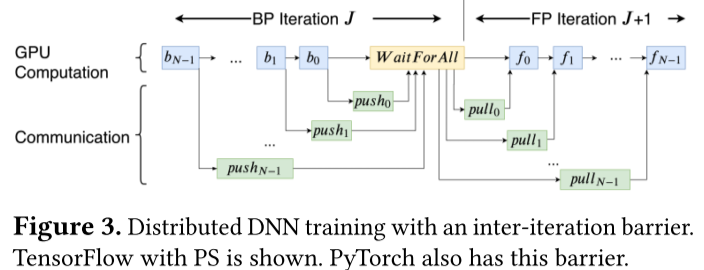 BP Iteration J FP Iteration J+1
GPU Computation
b_{N-1} ... b_1 b_0 WaitForAll f_0 f_1 ... f_{N-1}
push_0 pull_0
Communication
push_1 pull_1
... ...
push_{N-1} pull_{N-1}
Figure 3. Distributed DNN training with an inter-iteration barrier.
TensorFlow with PS is shown. PyTorch also has this barrier.